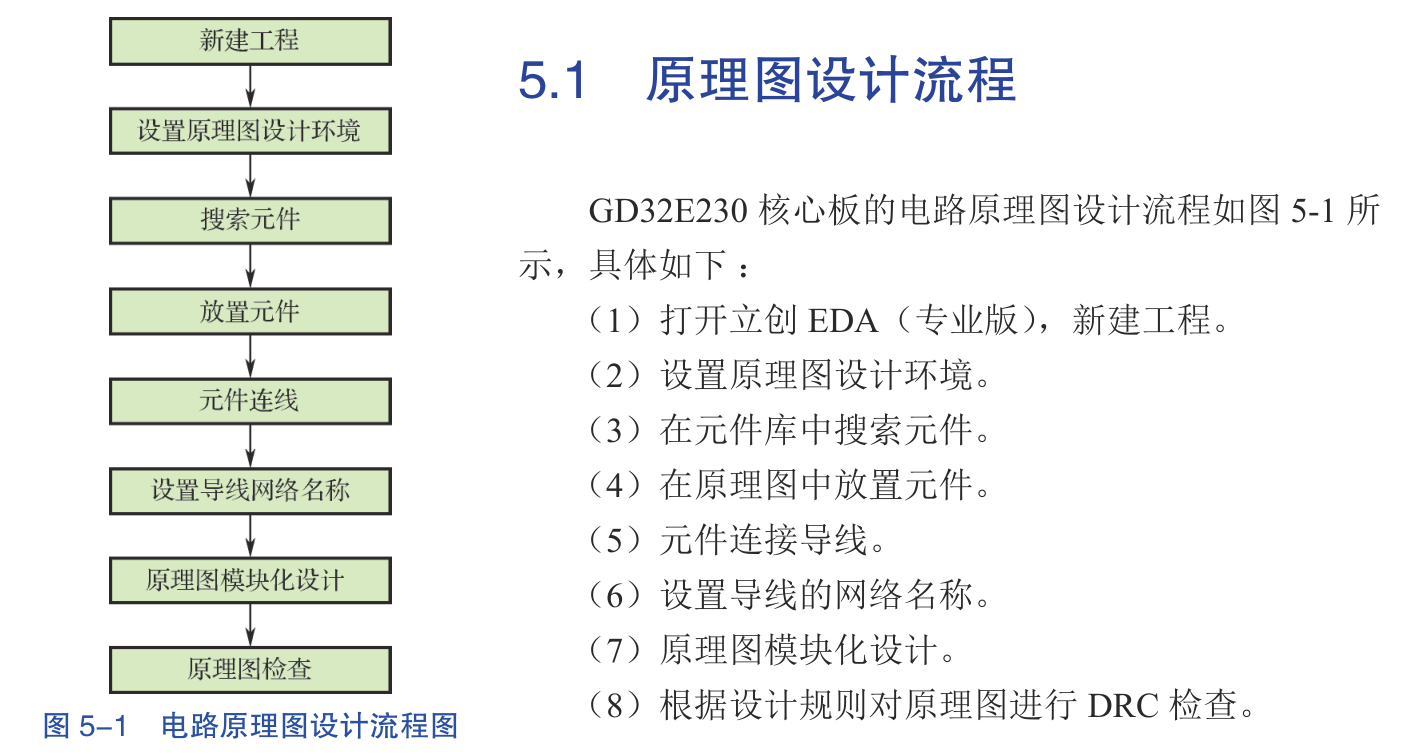 新建工程
设置原理图设计环境
搜索元件
放置元件
元件连线
设置导线网络名称
原理图模块化设计
原理图检查
图 5–1 电路原理图设计流程图
5.1 原理图设计流程
GD32E230 核心板的电路原理图设计流程如图 5-1 所
示，具体如下：
（1）打开立创 EDA（专业版），新建工程。
（2）设置原理图设计环境。
（3）在元件库中搜索元件。
（4）在原理图中放置元件。
（5）元件连接导线。
（6）设置导线的网络名称。
（7）原理图模块化设计。
（8）根据设计规则对原理图进行 DRC 检查。